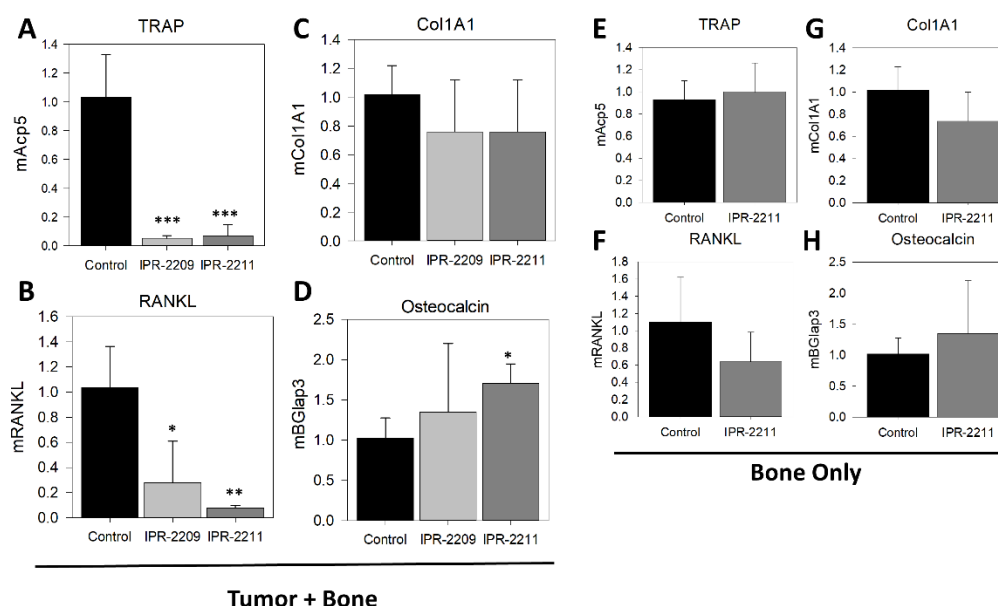 A
TRAP
mAcp5
1.4
1.2
1.0
0.8
0.6
0.4
0.2
0.0
***
***
Control
IPR-2209
IPR-2211
B
RANKL
mRANKL
1.6
1.4
1.2
1.0
0.8
0.6
0.4
0.2
0.0
*
**
Control
IPR-2209
IPR-2211
C
Col1A1
mCol1A1
1.4
1.2
1.0
0.8
0.6
0.4
0.2
0.0
Control
IPR-2209
IPR-2211
D
Osteocalcin
mBGlap3
2.5
2.0
1.5
1.0
0.5
0.0
*
Control
IPR-2209
IPR-2211
Tumor + Bone
E
TRAP
mAcp5
1.4
1.2
1.0
0.8
0.6
0.4
0.2
0.0
Control
IPR-2211
F
RANKL
mRANKL
1.8
1.6
1.4
1.2
1.0
0.8
0.6
0.4
0.2
0.0
Control
IPR-2211
G
Col1A1
mCol1A1
1.4
1.2
1.0
0.8
0.6
0.4
0.2
0.0
Control
IPR-2211
H
Osteocalcin
mBGlap3
2.5
2.0
1.5
1.0
0.5
0.0
Control
IPR-2211
Bone Only